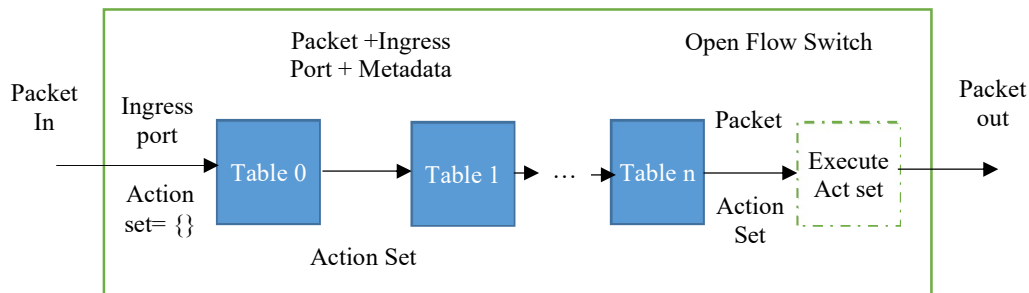 Packet +Ingress
Port + Metadata
Open Flow Switch
Packet
In
Ingress
port
Action
set= {}
Table 0
Action Set
Table 1
…
Table n
Packet
Action
Set
Execute
Act set
Packet
out